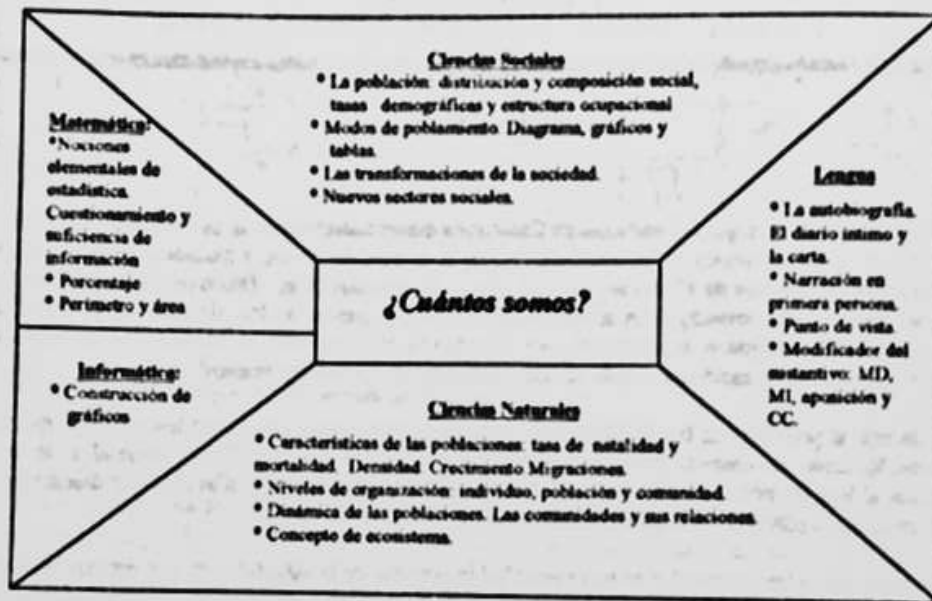 Ciencias Sociales
* La población: distribución y composición social,
tasas demográficas y estructura ocupacional
* Modos de poblamiento. Diagrama, gráficos y
tablas.
* Las transformaciones de la sociedad.
* Nuevos sectores sociales.
Matemática:
*Nociones
elementales de
estadística.
Cuestionamiento y
suficiencia de
información
* Porcentaje
* Perímetro y área
Informática:
* Construcción de
gráficos
¿Cuántos somos?
Lengua
* La autobiografía.
El diario íntimo y
la carta.
* Narración en
primera persona.
* Punto de vista
* Modificador del
sustantivo: MD,
MI, aposición y
CC.
Ciencias Naturales
* Características de las poblaciones: tasa de natalidad y
mortalidad. Densidad. Crecimiento Migraciones.
* Niveles de organización: individuo, población y comunidad.
* Dinámica de las poblaciones. Las comunidades y sus relaciones.
* Concepto de ecosistema.